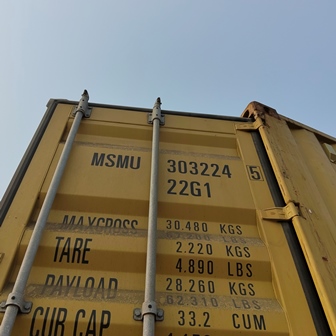 MSMU 303224 5
22G1
MAXGROSS 30.480 KGS
LBS
TARE 2.220 KGS
4.890 LBS
PAYLOAD 28.260 KGS
62.310 LBS
CUB CAP 33.2 CUM